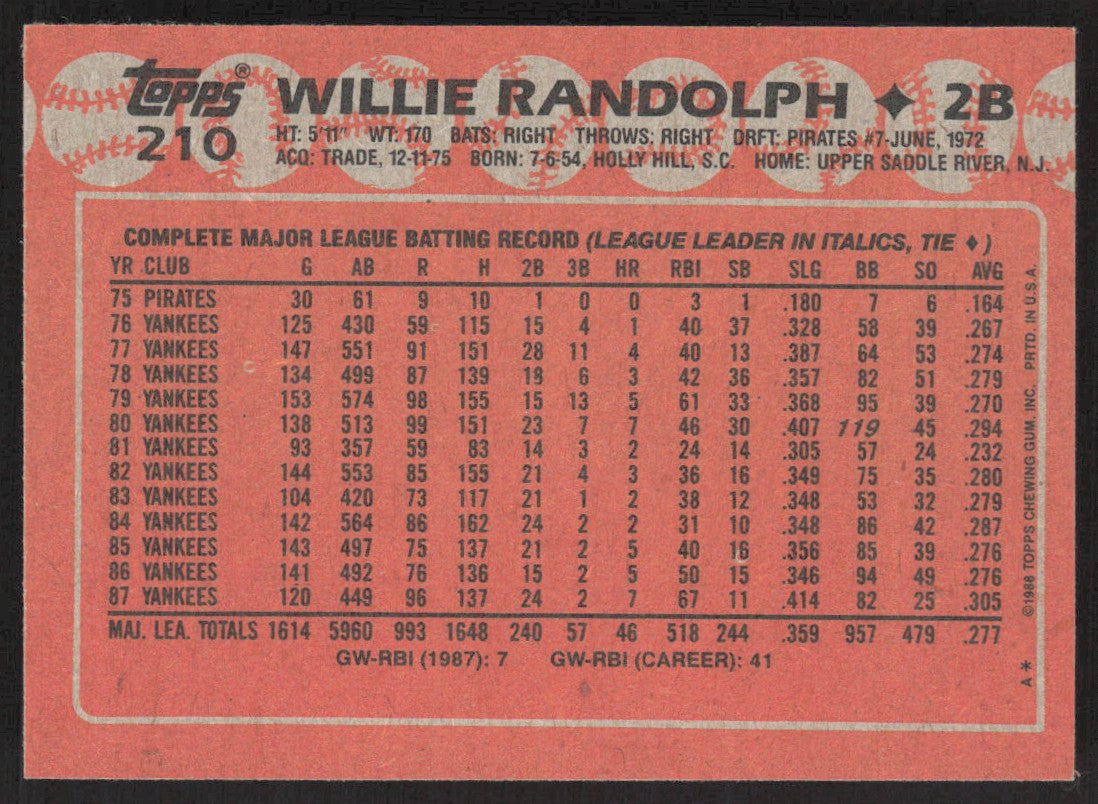 topps® WILLIE RANDOLPH ♦ 2B
210 HT: 5'11" WT: 170 BATS: RIGHT THROWS: RIGHT DRFT: PIRATES #7-JUNE, 1972
ACQ: TRADE, 12-11-75 BORN: 7-6-54, HOLLY HILL, S.C. HOME: UPPER SADDLE RIVER, N.J.
COMPLETE MAJOR LEAGUE BATTING RECORD (LEAGUE LEADER IN ITALICS, TIE ♦)
YR CLUB G AB R H 2B 3B HR RBI SB SLG BB SO AVG
75 PIRATES 30 61 9 10 1 0 0 3 1 .180 7 6 .164
76 YANKEES 125 430 59 115 15 4 1 40 37 .328 58 39 .267
77 YANKEES 147 551 91 151 28 11 4 40 13 .387 64 53 .274
78 YANKEES 134 499 87 139 18 6 3 42 36 .357 82 51 .279
79 YANKEES 153 574 98 155 15 13 5 61 33 .368 95 39 .270
80 YANKEES 138 513 99 151 23 7 7 46 30 .407 119 45 .294
81 YANKEES 93 357 59 83 14 3 2 24 14 .305 57 24 .232
82 YANKEES 144 553 85 155 21 4 3 36 16 .349 75 35 .280
83 YANKEES 104 420 73 117 21 1 2 38 12 .348 53 32 .279
84 YANKEES 142 564 86 162 24 2 2 31 10 .348 86 42 .287
85 YANKEES 143 497 75 137 21 2 5 40 16 .356 85 39 .276
86 YANKEES 141 492 76 136 15 2 5 50 15 .346 94 49 .276
87 YANKEES 120 449 96 137 24 2 7 67 11 .414 82 25 .305
MAJ. LEA. TOTALS 1614 5960 993 1648 240 57 46 518 244 .359 957 479 .277
GW-RBI (1987): 7 GW-RBI (CAREER): 41
©1988 TOPPS CHEWING GUM, INC. PRTD. IN U.S.A.
A *